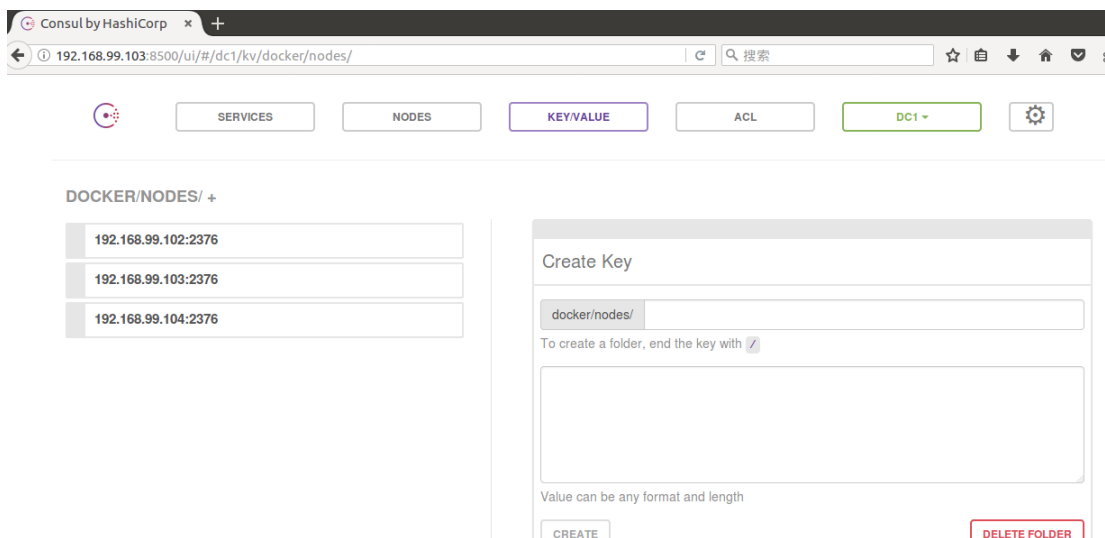 Consul by HashiCorp × +
192.168.99.103:8500/ui/#/dc1/kv/docker/nodes/ 搜索
SERVICES NODES KEY/VALUE ACL DC1
DOCKER/NODES/ +
192.168.99.102:2376
192.168.99.103:2376
192.168.99.104:2376
Create Key
docker/nodes/
To create a folder, end the key with /
Value can be any format and length
CREATE DELETE FOLDER